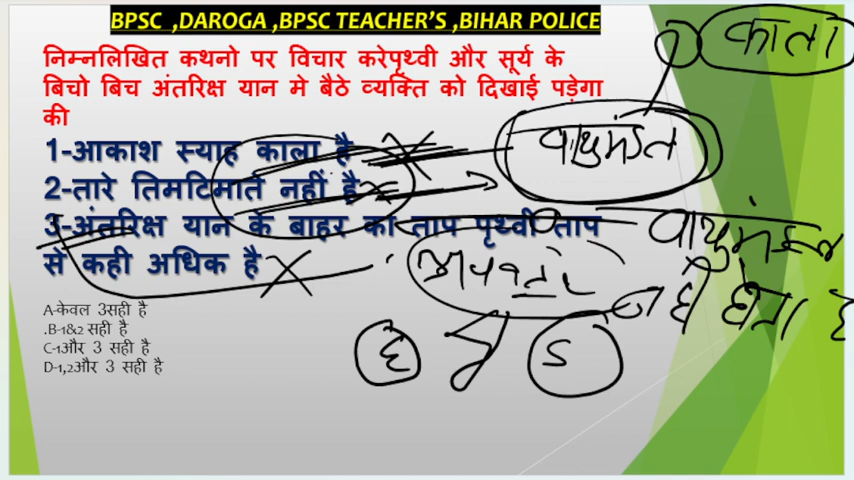 BPSC ,DAROGA ,BPSC TEACHER'S ,BIHAR POLICE
निम्नलिखित कथनो पर विचार करेपृथ्वी और सूर्य के
बिचो बिच अंतरिक्ष यान मे बैठे व्यक्ति को दिखाई पड़ेगा
की
1-आकाश स्याह काला है
2-तारे तिमटिमाते नहीं है
3-अंतरिक्ष यान के बाहर का ताप पृथ्वी ताप
से कही अधिक है
A-केवल 3सही है
.B-1&2 सही है
C-1और 3 सही है
D-1,2और 3 सही है
काला
वायुमंडल
नही होता